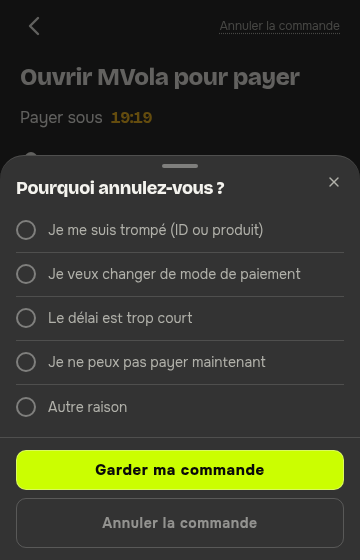 Annuler la commande
Ouvrir MVola pour payer
Payer sous 19:19
Pourquoi annulez-vous ?
Je me suis trompé (ID ou produit)
Je veux changer de mode de paiement
Le délai est trop court
Je ne peux pas payer maintenant
Autre raison
Garder ma commande
Annuler la commande